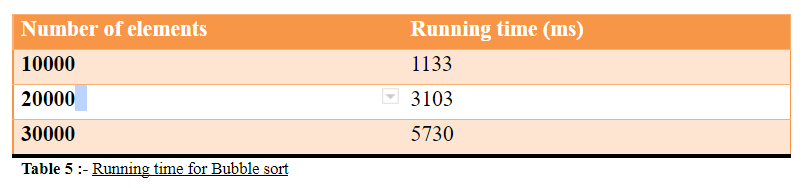 Number of elements Running time (ms)
10000 1133
20000 3103
30000 5730
Table 5 :- Running time for Bubble sort